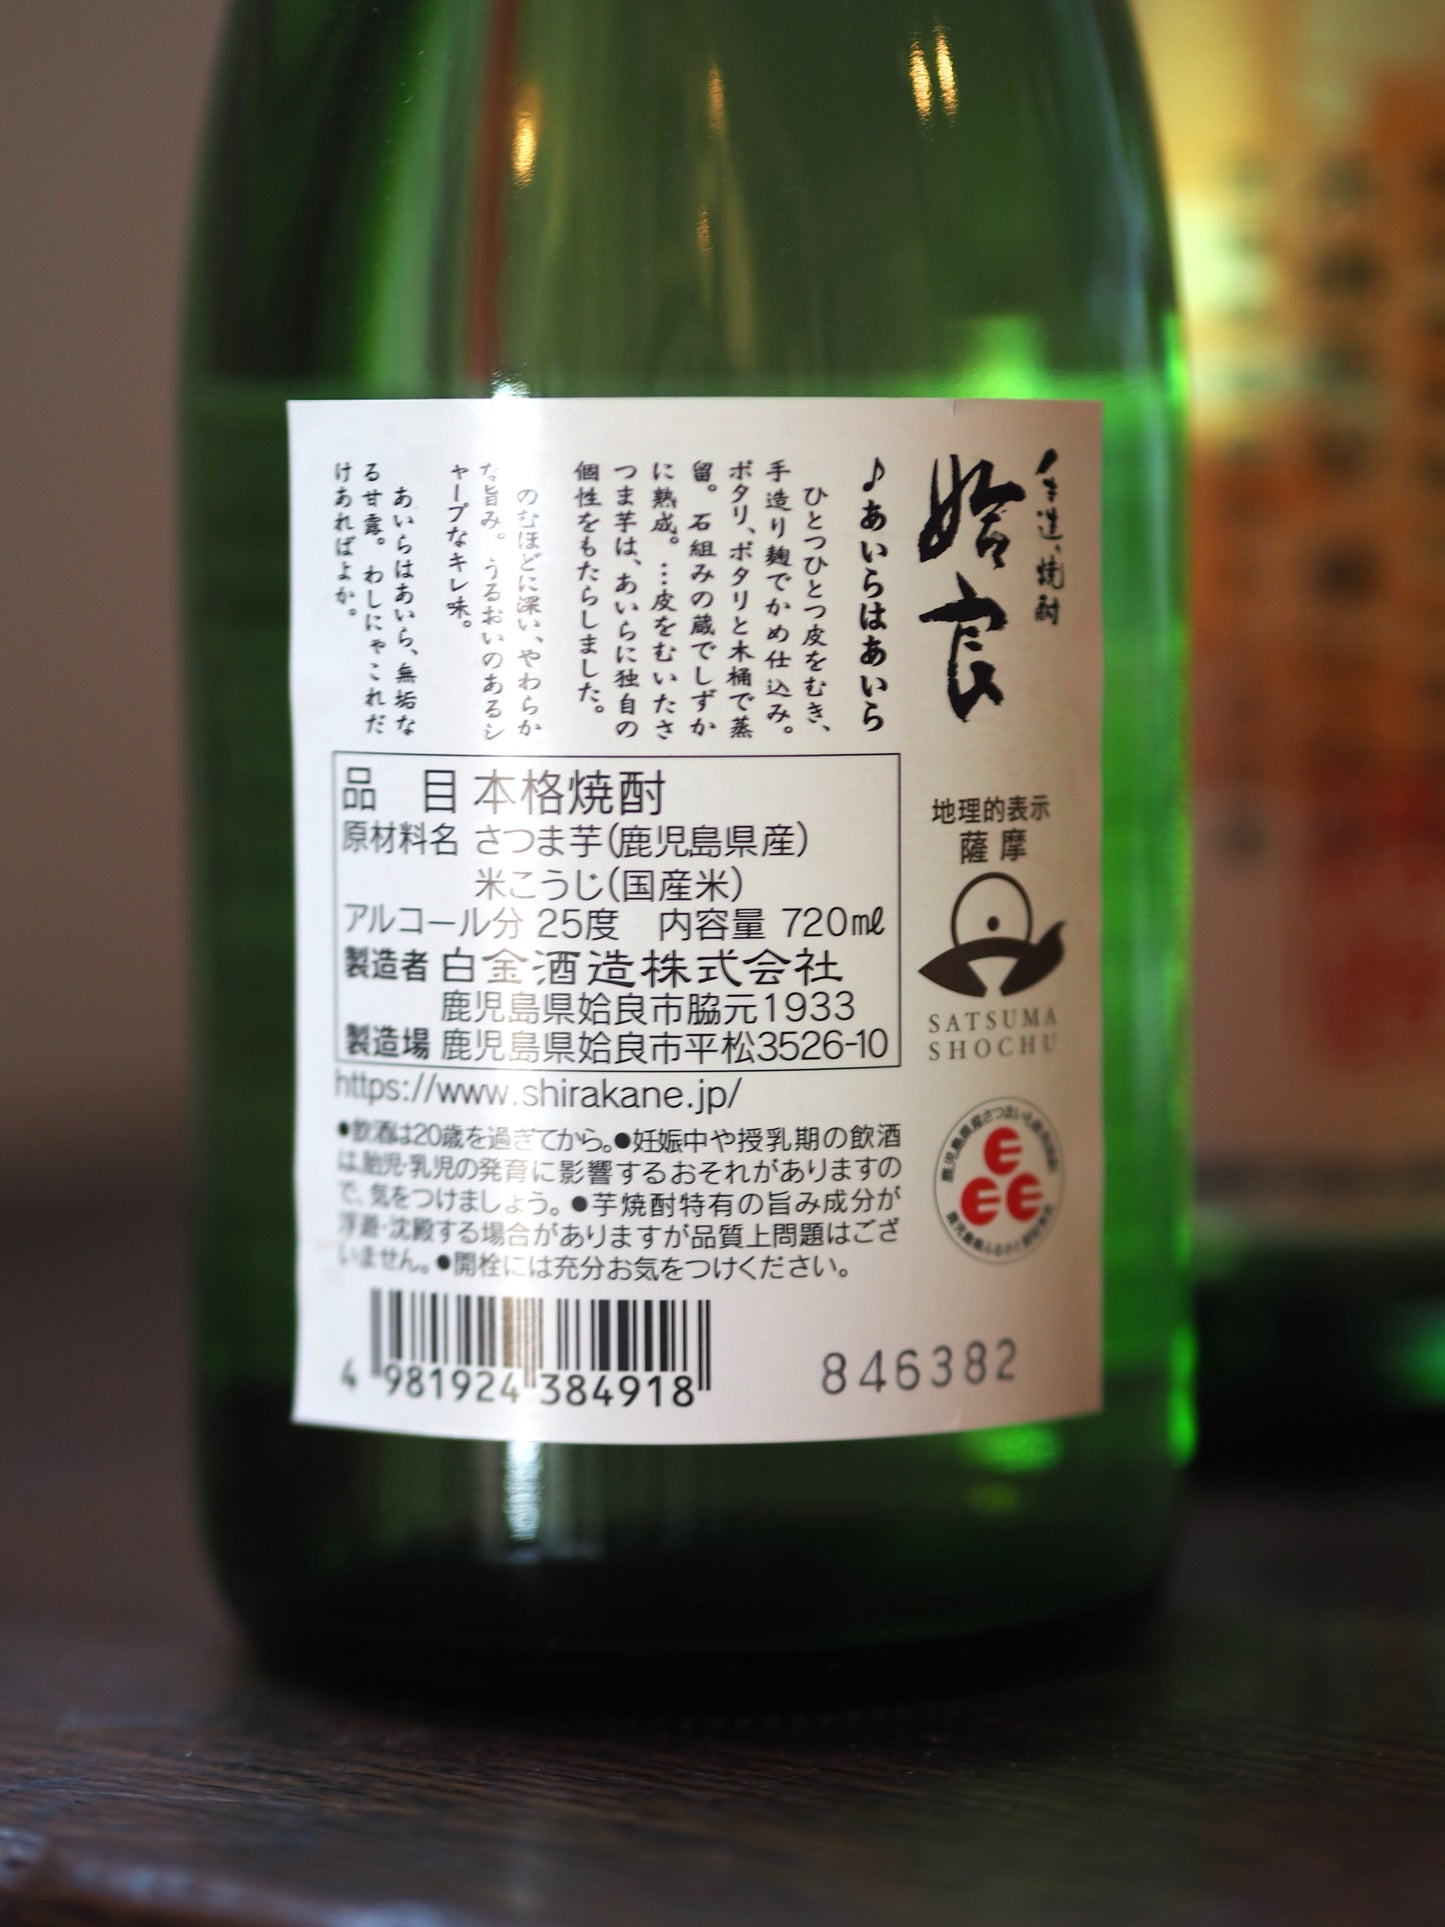 手造り焼酎
姶良
♪あいらはあいら
ひとつひとつ皮をむき、
手造り麹でかめ仕込み。
ポタリ、ポタリと木桶で蒸
留。石組みの蔵でしずか
に熟成。…皮をむいたさ
つま芋は、あいらに独自の
個性をもたらしました。
のむほどに深い、やわらか
な旨み。うるおいのあるシ
ャープなキレ味。
あいらはあいら、無垢な
る甘露。わしにゃこれだ
けあればよか。
品 目 本格焼酎
原材料名 さつま芋(鹿児島県産)
米こうじ(国産米)
アルコール分 25度 内容量 720㎖
製造者 白金酒造株式会社
鹿児島県姶良市脇元1933
製造場 鹿児島県姶良市平松3526-10
https://www.shirakane.jp/
●飲酒は20歳を過ぎてから。●妊娠中や授乳期の飲酒
は、胎児・乳児の発育に影響するおそれがありますの
で、気をつけましょう。●芋焼酎特有の旨み成分が
浮遊・沈殿する場合がありますが品質上問題はござ
いません。●開栓には充分お気をつけください。
4 981924 384918
846382
地理的表示
薩摩
SATSUMA
SHOCHU
鹿児島県産さつまいも
E
E E